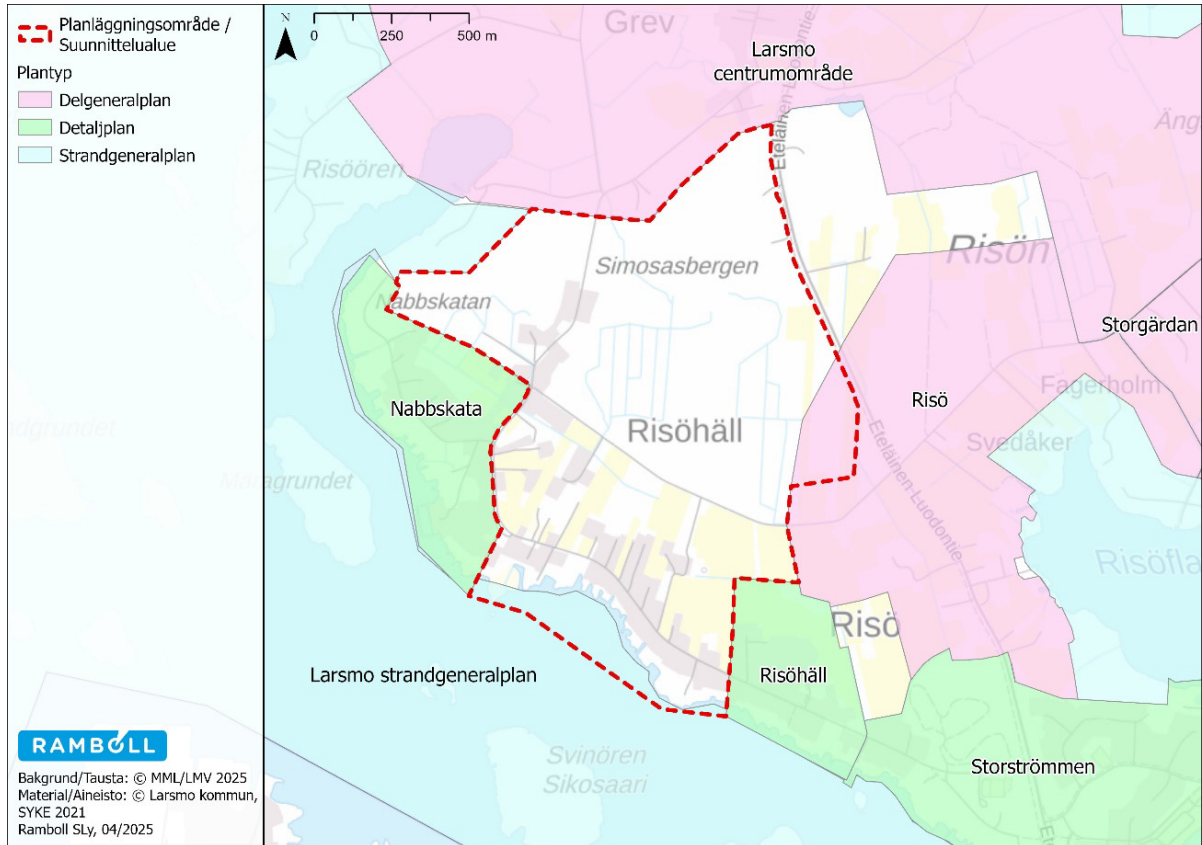 Planläggningsområde /
Suunnittelualue
Plantyp
Delgeneralplan
Detaljplan
Strandgeneralplan
RAMBOLL
Bakgrund/Tausta: © MML/LMV 2025
Material/Aineisto: © Larsmo kommun,
SYKE 2021
Ramboll SLy, 04/2025
N
0 250 500 m
Grev
Larsmo
centrumområde
Eteläinen-Luodontie
Äng
Risöören
Simosasbergen
Risön
Nabbskatan
Storgärdan
Fagerholm
Risö
Nabbskata
Risöhäll
Svedåker
Eteläinen-Luodontie
Risöfla
Risö
Larsmo strandgeneralplan
Risöhäll
Svinören
Sikosaari
Storströmmen